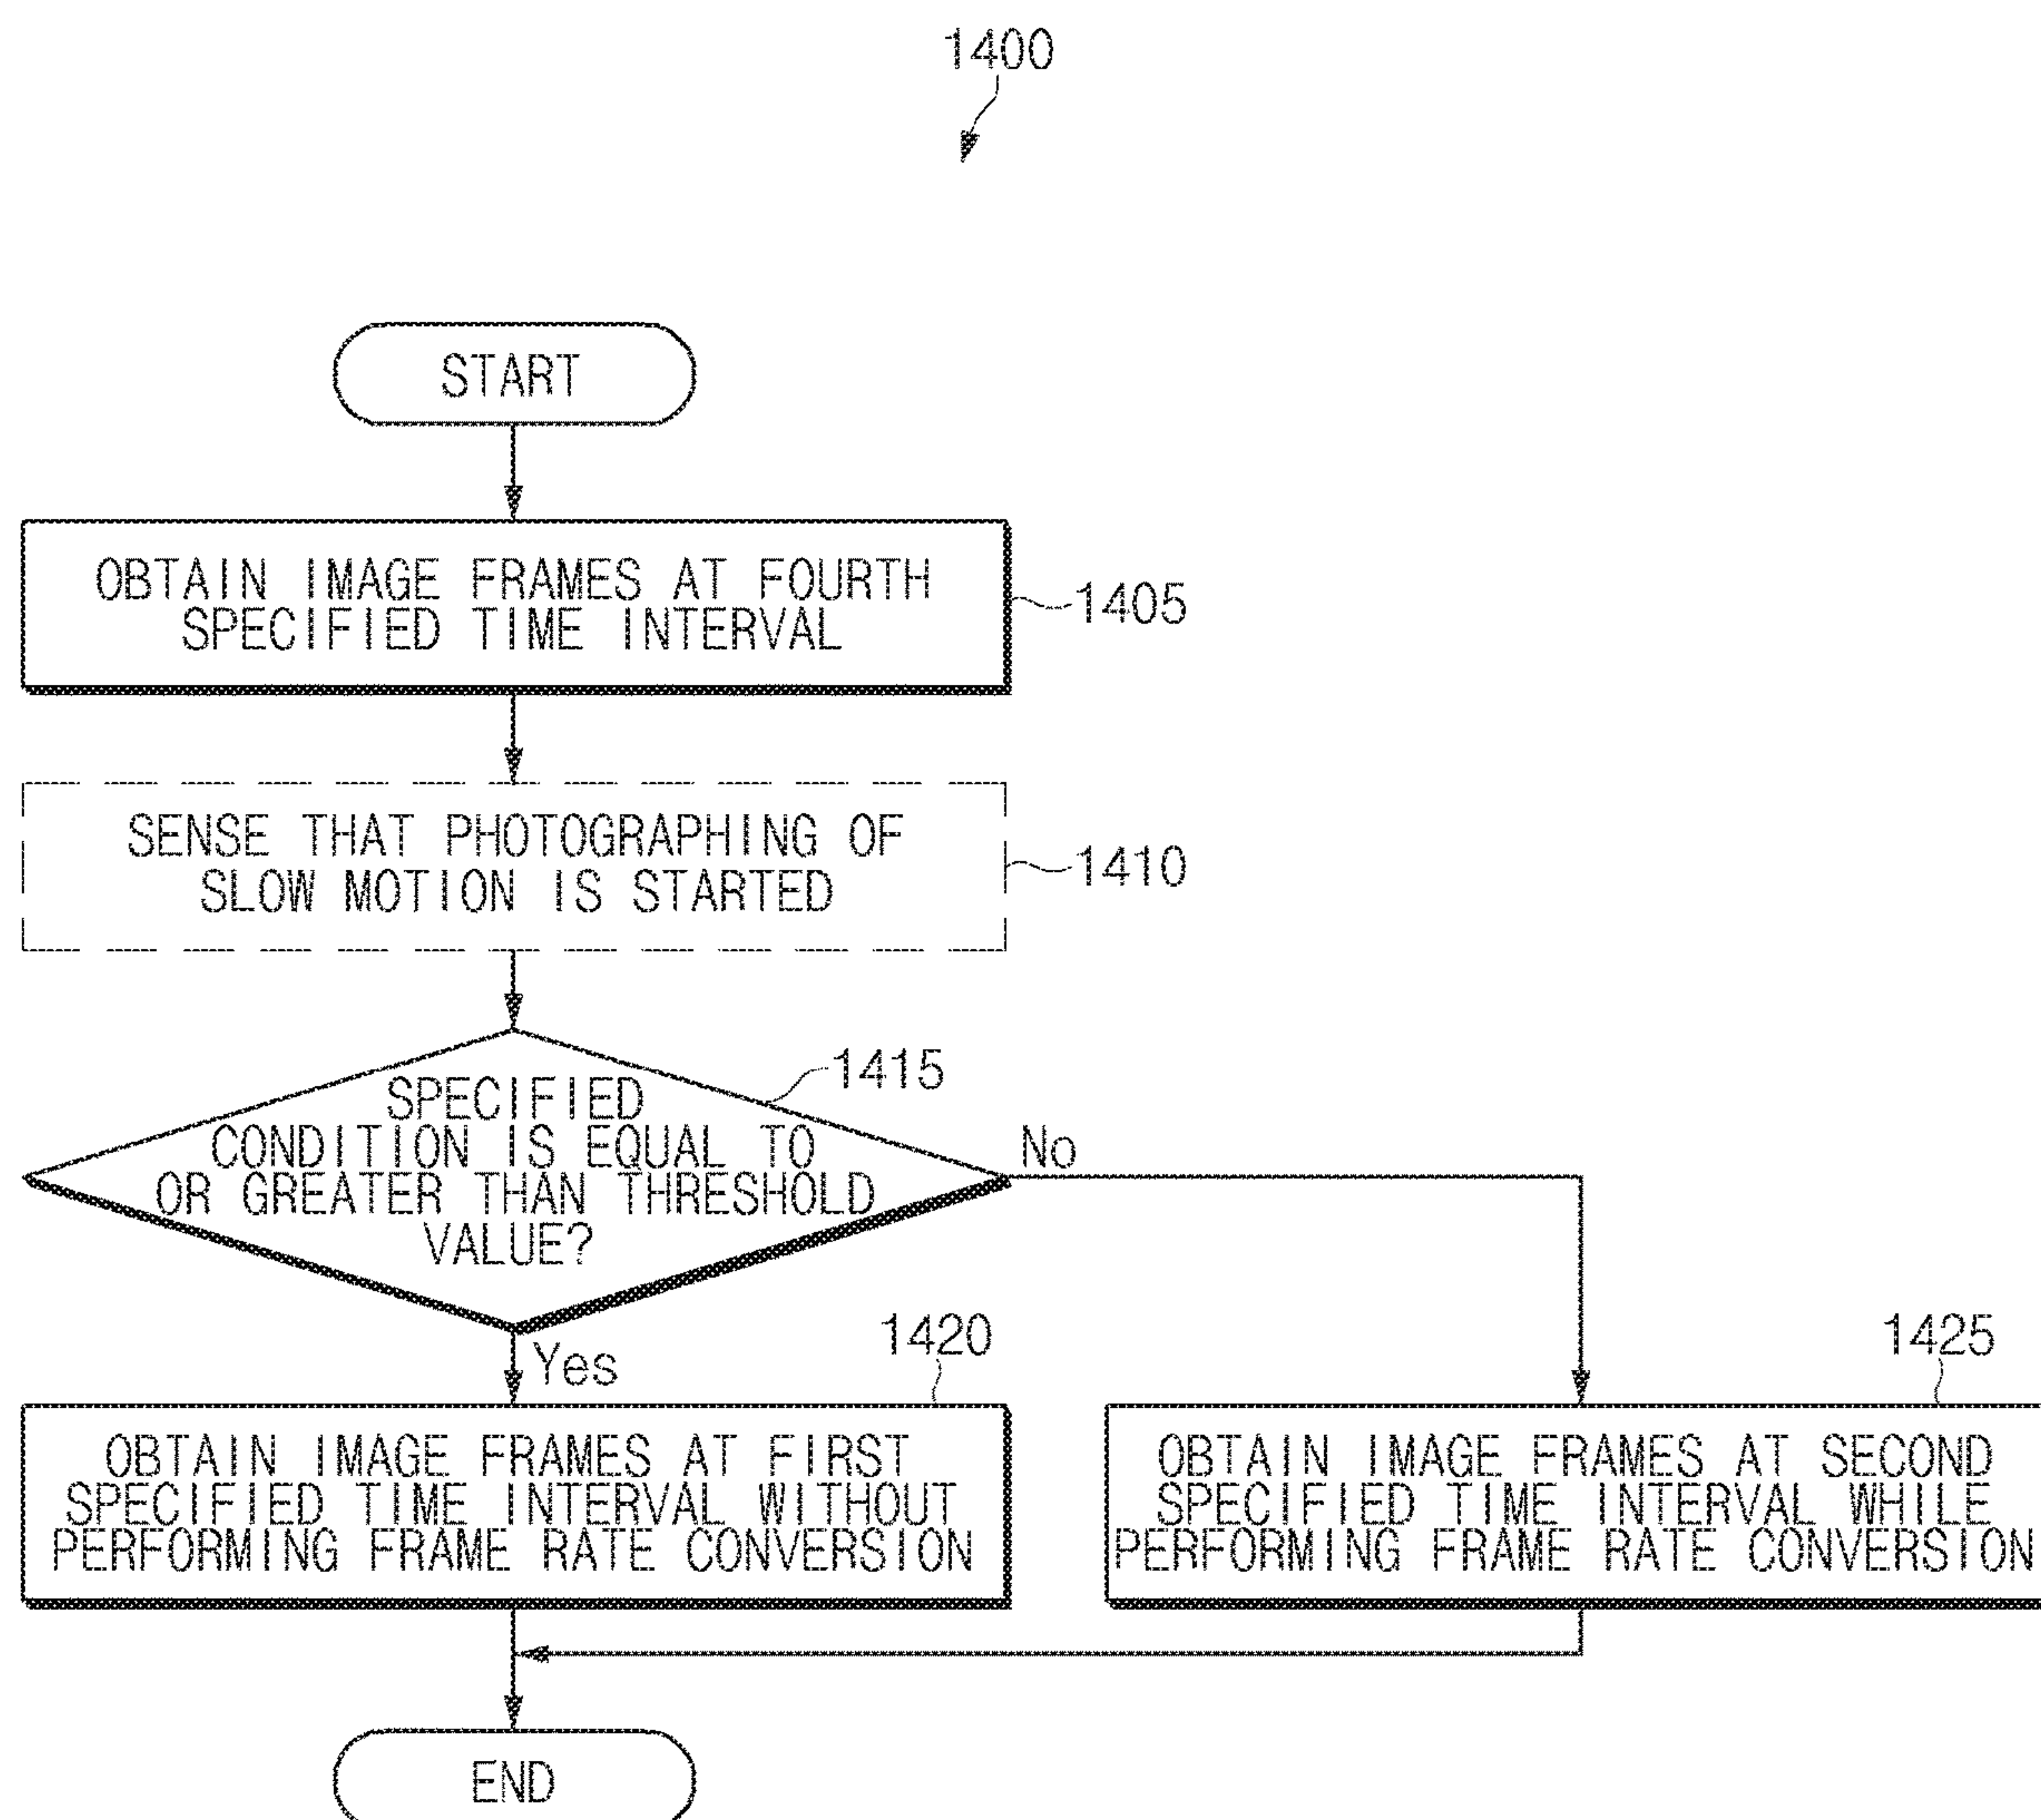 1400
START
OBTAIN IMAGE FRAMES AT FOURTH
SPECIFIED TIME INTERVAL
1405
SENSE THAT PHOTOGRAPHING OF
SLOW MOTION IS STARTED
1410
SPECIFIED
CONDITION IS EQUAL TO
OR GREATER THAN THRESHOLD
VALUE?
1415
No
Yes
1420
OBTAIN IMAGE FRAMES AT FIRST
SPECIFIED TIME INTERVAL WITHOUT
PERFORMING FRAME RATE CONVERSION
1425
OBTAIN IMAGE FRAMES AT SECOND
SPECIFIED TIME INTERVAL WHILE
PERFORMING FRAME RATE CONVERSION
END